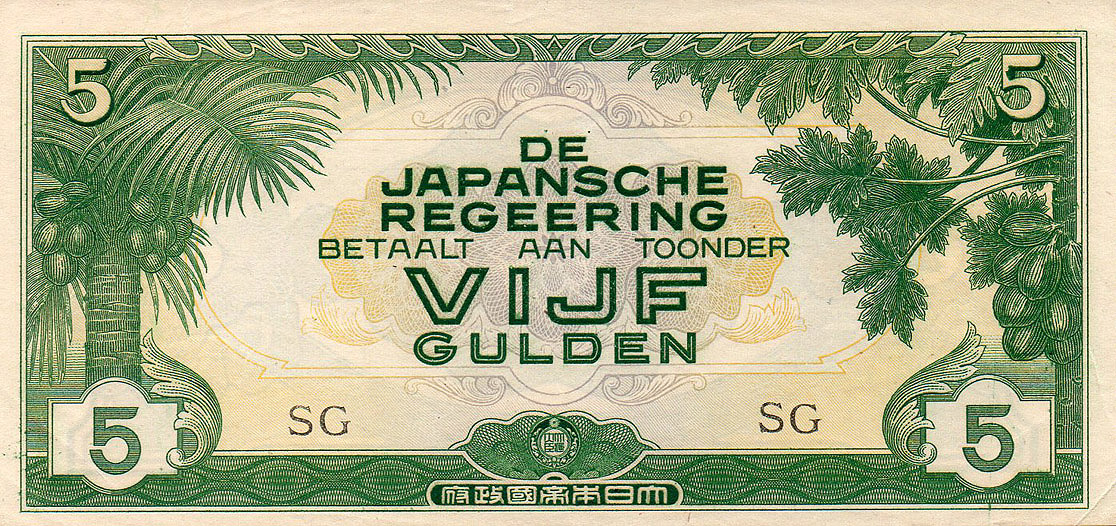 5 5
DE
JAPANSCHE
REGEERING
BETAALT AAN TOONDER
VIJF
GULDEN
SG SG
5 5
府政國帝本日大